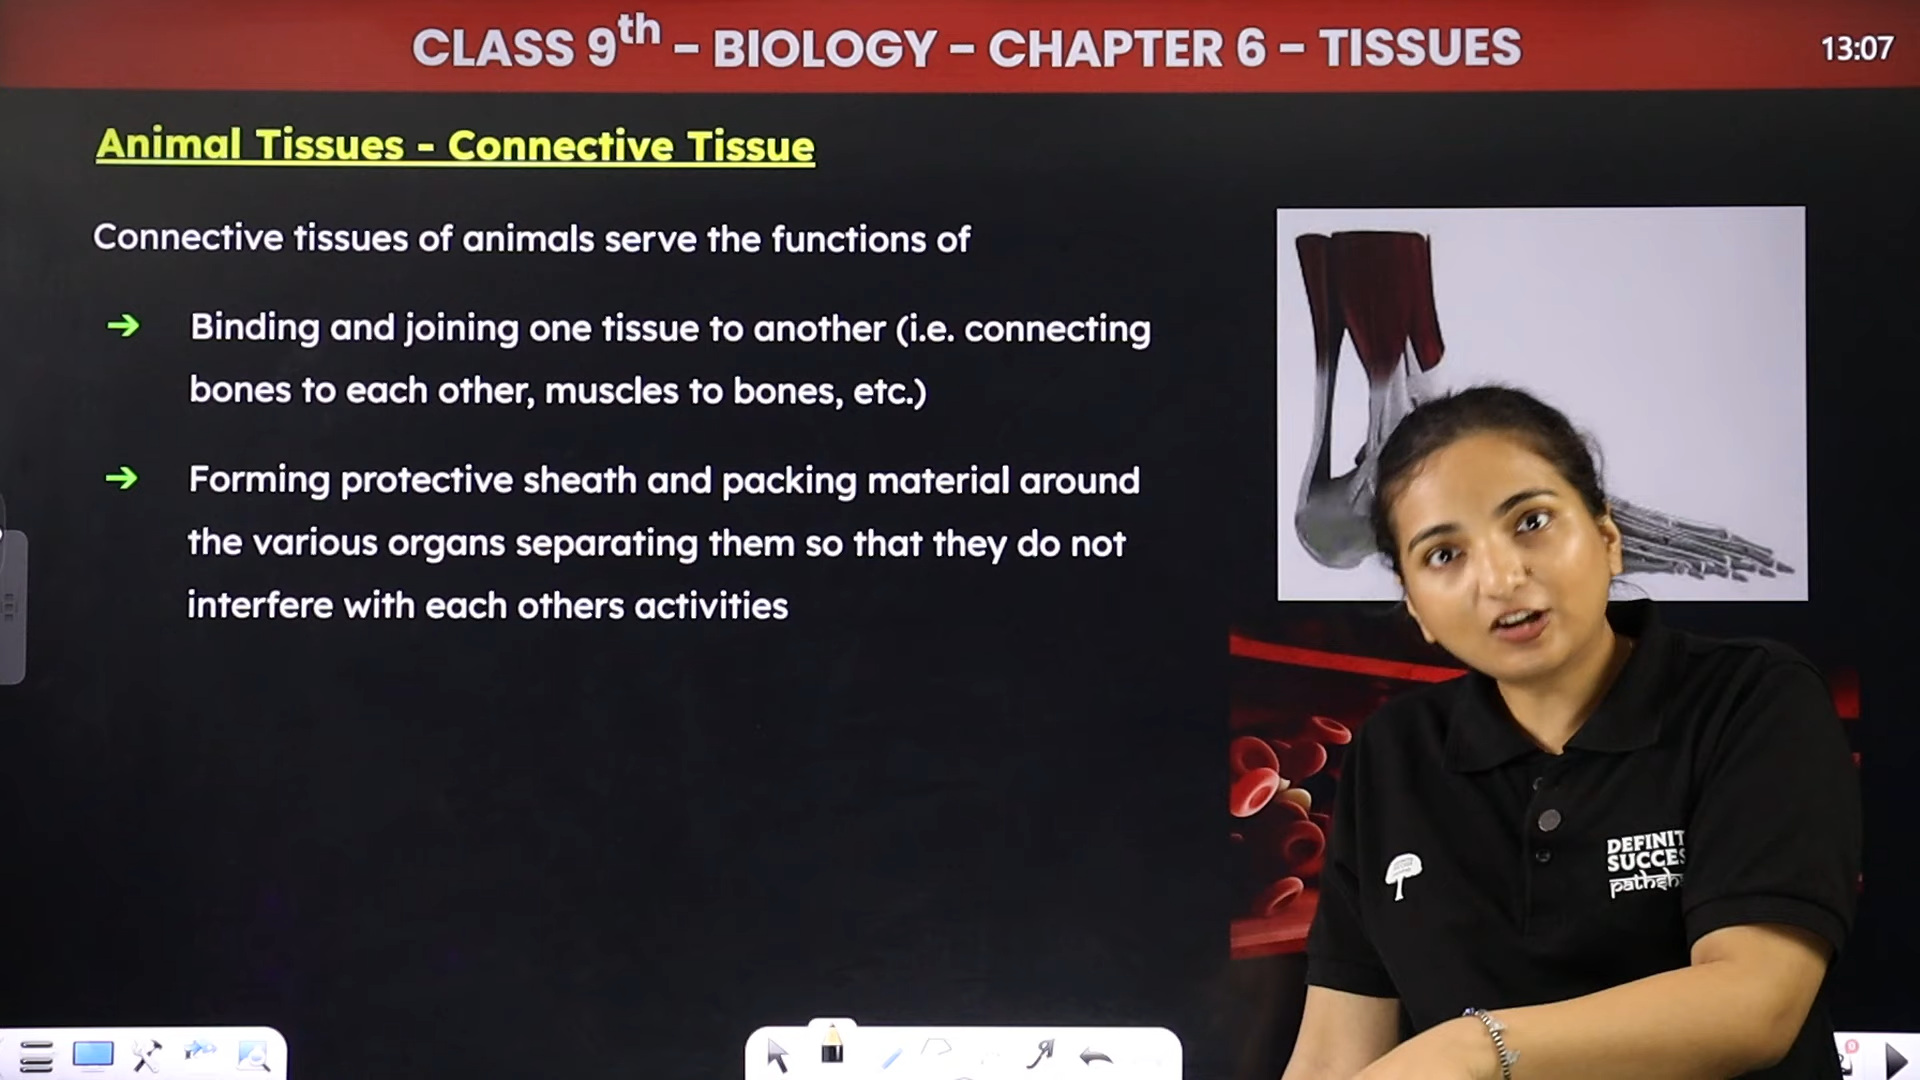 CLASS 9th – BIOLOGY – CHAPTER 6 – TISSUES
13:07
Animal Tissues - Connective Tissue
Connective tissues of animals serve the functions of
➔ Binding and joining one tissue to another (i.e. connecting
bones to each other, muscles to bones, etc.)
➔ Forming protective sheath and packing material around
the various organs separating them so that they do not
interfere with each others activities
DEFINIT
SUCCES
pathsh